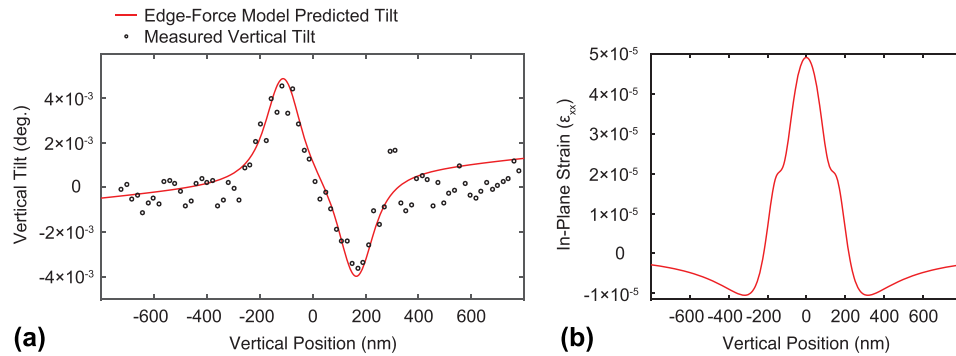 Edge-Force Model Predicted Tilt
Measured Vertical Tilt
Vertical Tilt (deg.)
4×10⁻³
2×10⁻³
0
-2×10⁻³
-4×10⁻³
-600 -400 -200 0 200 400 600
Vertical Position (nm)
(a)
In-Plane Strain (ε_xx)
5×10⁻⁵
4×10⁻⁵
3×10⁻⁵
2×10⁻⁵
1×10⁻⁵
0
-1×10⁻⁵
-600 -400 -200 0 200 400 600
Vertical Position (nm)
(b)